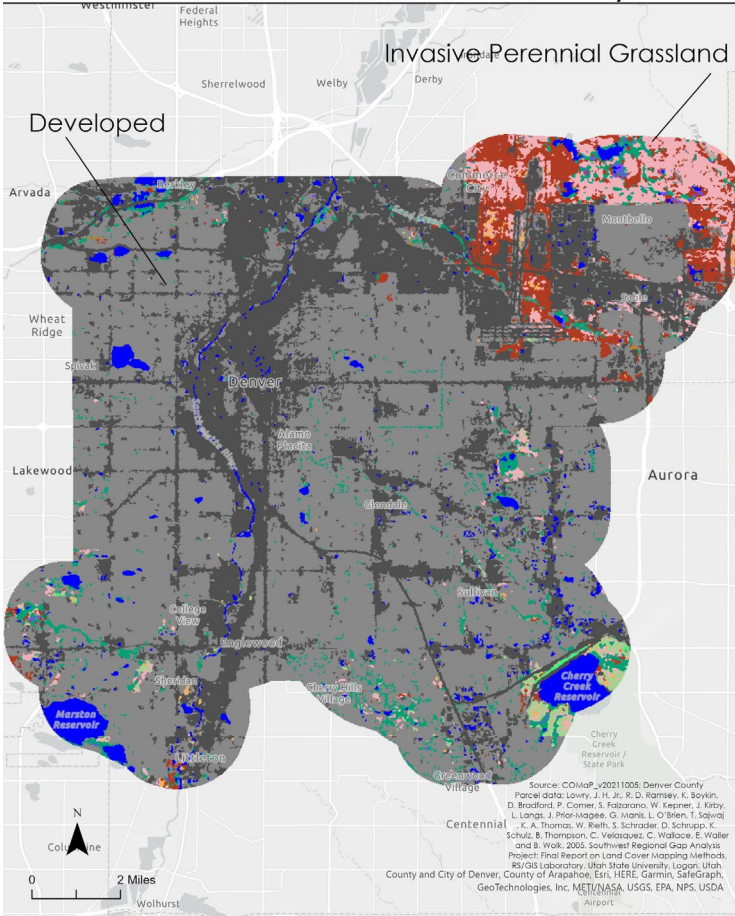 Westminster
Federal
Heights
Invasive Perennial Grassland
Sherrelwood
Welby
Derby
Developed
Arvada
Berkley
Commerce
City
Montbello
Wheat
Ridge
Sable
Spivak
Denver
Alamo
Placita
Lakewood
Aurora
Glendale
College
View
Sullivan
Englewood
Sheridan
Cherry Hills
Village
Cherry
Creek
Reservoir
Marston
Reservoir
Cherry
Creek
Reservoir /
State Park
Littleton
Greenwood
Village
Source: COMaP_v20211005; Denver County
Parcel data: Lowry, J. H, Jr., R. D. Ramsey, K. Boykin,
D. Bradford, P. Comer, S. Falzarano, W. Kepner, J. Kirby,
L. Langs, J. Prior-Magee, G. Manis, L. O'Brien, T. Sajwaj
, K. A. Thomas, W. Rieth, S. Schrader, D. Schrupp, K.
Schulz, B. Thompson, C. Velasquez, C. Wallace, E. Waller
and B. Wolk. 2005. Southwest Regional Gap Analysis
Project: Final Report on Land Cover Mapping Methods,
RS/GIS Laboratory, Utah State University, Logan, Utah.
County and City of Denver, County of Arapahoe, Esri, HERE, Garmin, SafeGraph,
GeoTechnologies, Inc, METI/NASA, USGS, EPA, NPS, USDA
Centennial
N
0 2 Miles
Wolhurst
Centennial
Airport